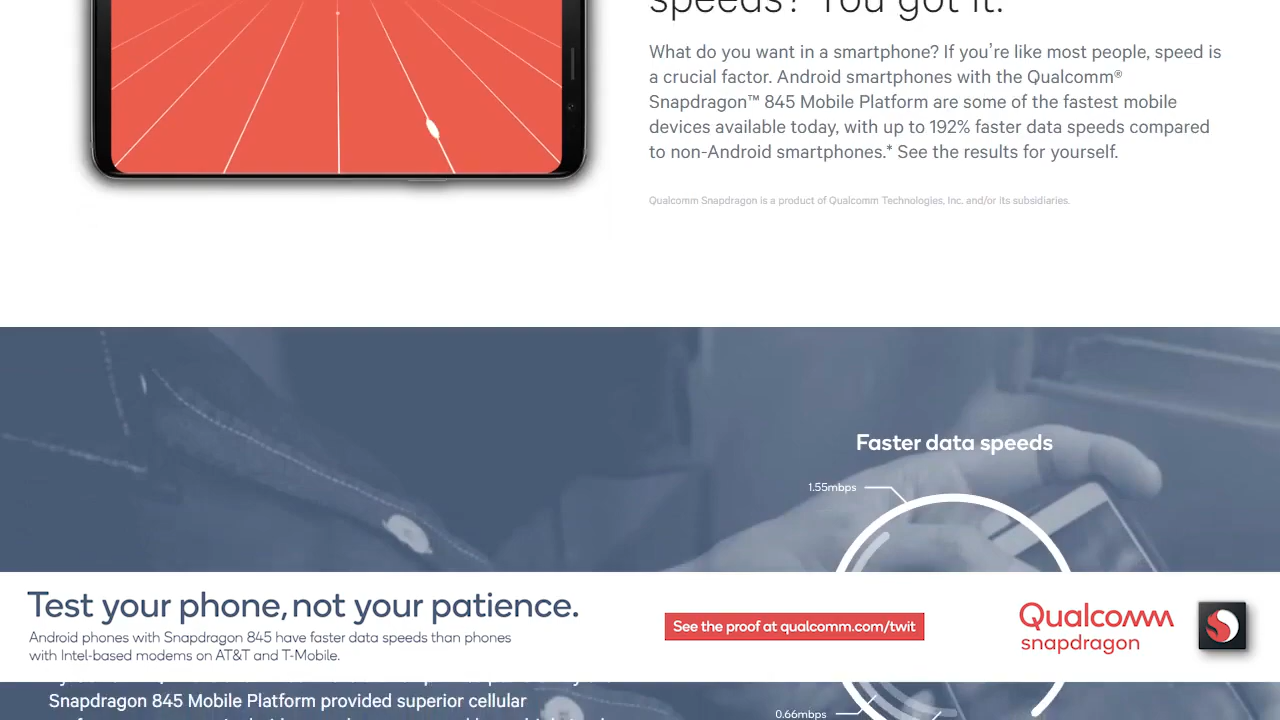 speeds? You got it.
What do you want in a smartphone? If you’re like most people, speed is
a crucial factor. Android smartphones with the Qualcomm®
Snapdragon™ 845 Mobile Platform are some of the fastest mobile
devices available today, with up to 192% faster data speeds compared
to non-Android smartphones.* See the results for yourself.
Qualcomm Snapdragon is a product of Qualcomm Technologies, Inc. and/or its subsidiaries.
Faster data speeds
1.55mbps
Test your phone, not your patience.
Android phones with Snapdragon 845 have faster data speeds than phones
with Intel-based modems on AT&T and T-Mobile.
See the proof at qualcomm.com/twit
Qualcomm
snapdragon
Snapdragon 845 Mobile Platform provided superior cellular
0.66mbps